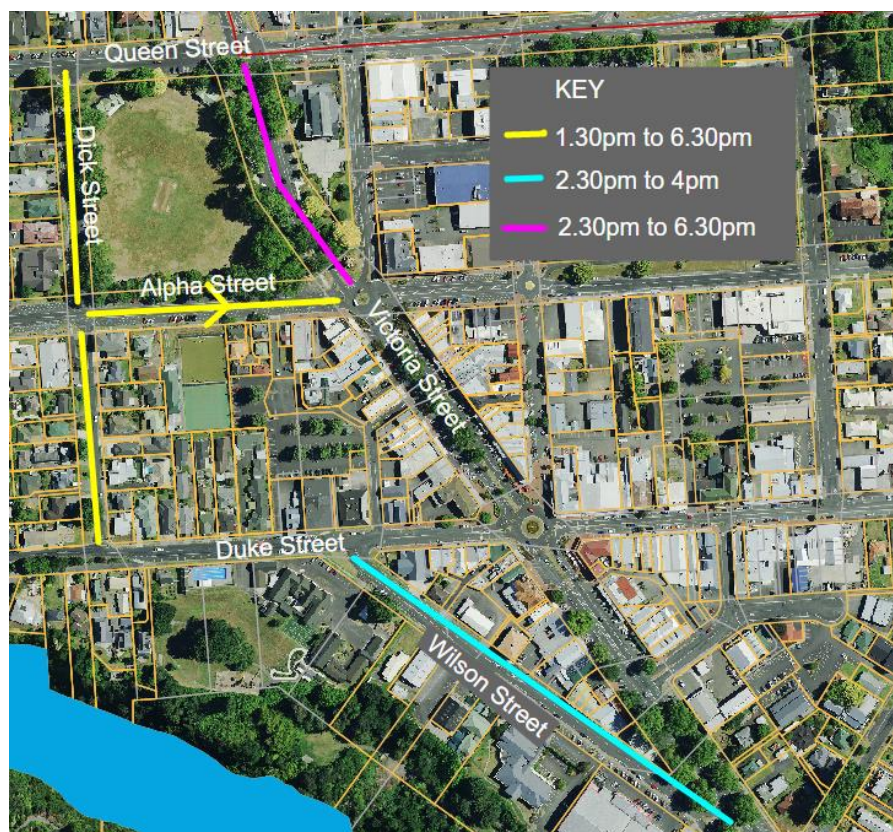 Queen Street
KEY
1.30pm to 6.30pm
2.30pm to 4pm
2.30pm to 6.30pm
Dick Street
Alpha Street
Victoria Street
Duke Street
Wilson Street